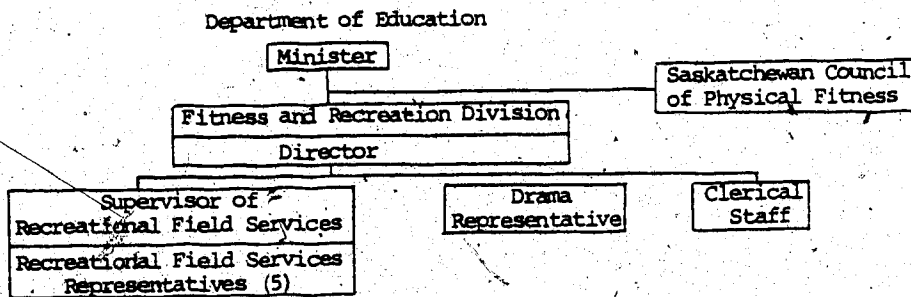 Department of Education
Minister
Saskatchewan Council
of Physical Fitness
Fitness and Recreation Division
Director
Supervisor of
Recreational Field Services
Recreational Field Services
Representatives (5)
Drama
Representative
Clerical
Staff